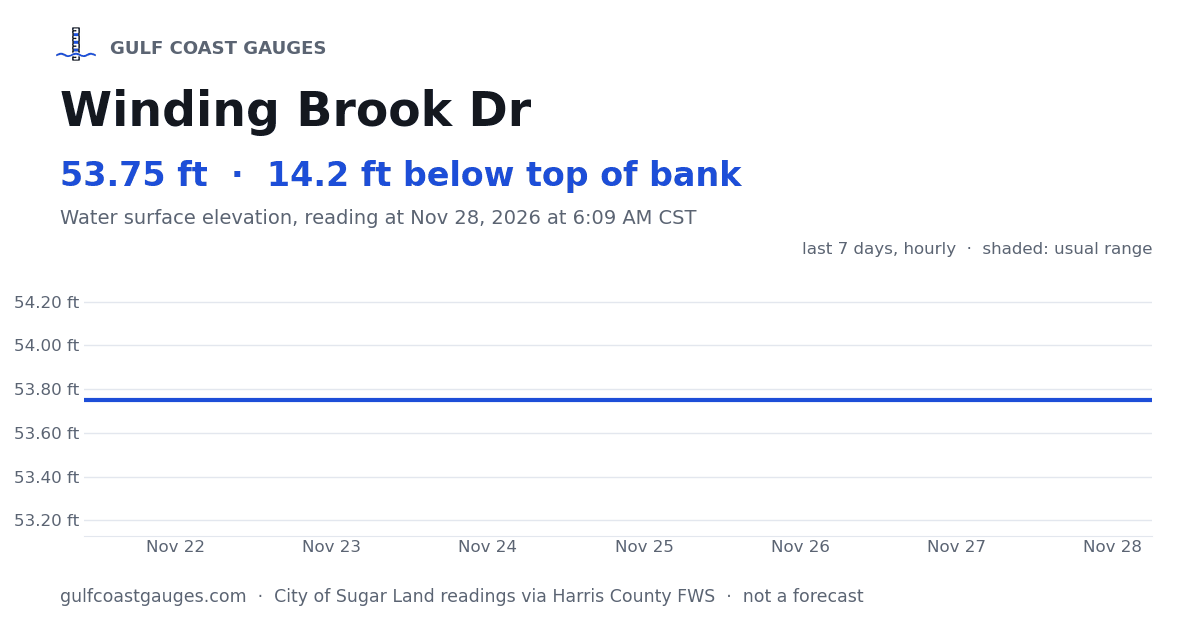 GULF COAST GAUGES
Winding Brook Dr
53.75 ft · 14.2 ft below top of bank
Water surface elevation, reading at Nov 28, 2026 at 6:09 AM CST
last 7 days, hourly · shaded: usual range
54.20 ft
54.00 ft
53.80 ft
53.60 ft
53.40 ft
53.20 ft
Nov 22 Nov 23 Nov 24 Nov 25 Nov 26 Nov 27 Nov 28
gulfcoastgauges.com · City of Sugar Land readings via Harris County FWS · not a forecast